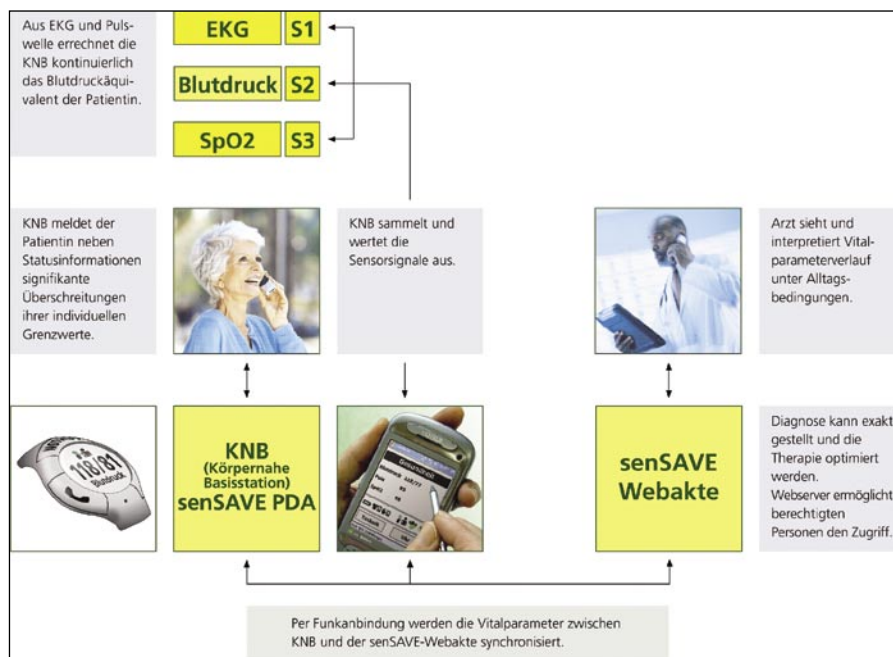 Aus EKG und Puls-
welle errechnet die
KNB kontinuierlich
das Blutdruckäqui-
valent der Patientin.
EKG S1
Blutdruck S2
SpO2 S3
KNB meldet der
Patientin neben
Statusinformationen
signifikante
Überschreitungen
ihrer individuellen
Grenzwerte.
KNB sammelt und
wertet die
Sensorsignale aus.
Arzt sieht und
interpretiert Vital-
parameterverlauf
unter Alltags-
bedingungen.
118/81
Blutdruck
KNB
(Körpernahe
Basisstation)
senSAVE PDA
Gesundheit
senSAVE
Webakte
Diagnose kann exakt
gestellt und die
Therapie optimiert
werden.
Webserver ermöglicht
berechtigten
Personen den Zugriff.
Per Funkanbindung werden die Vitalparameter zwischen
KNB und der senSAVE-Webakte synchronisiert.